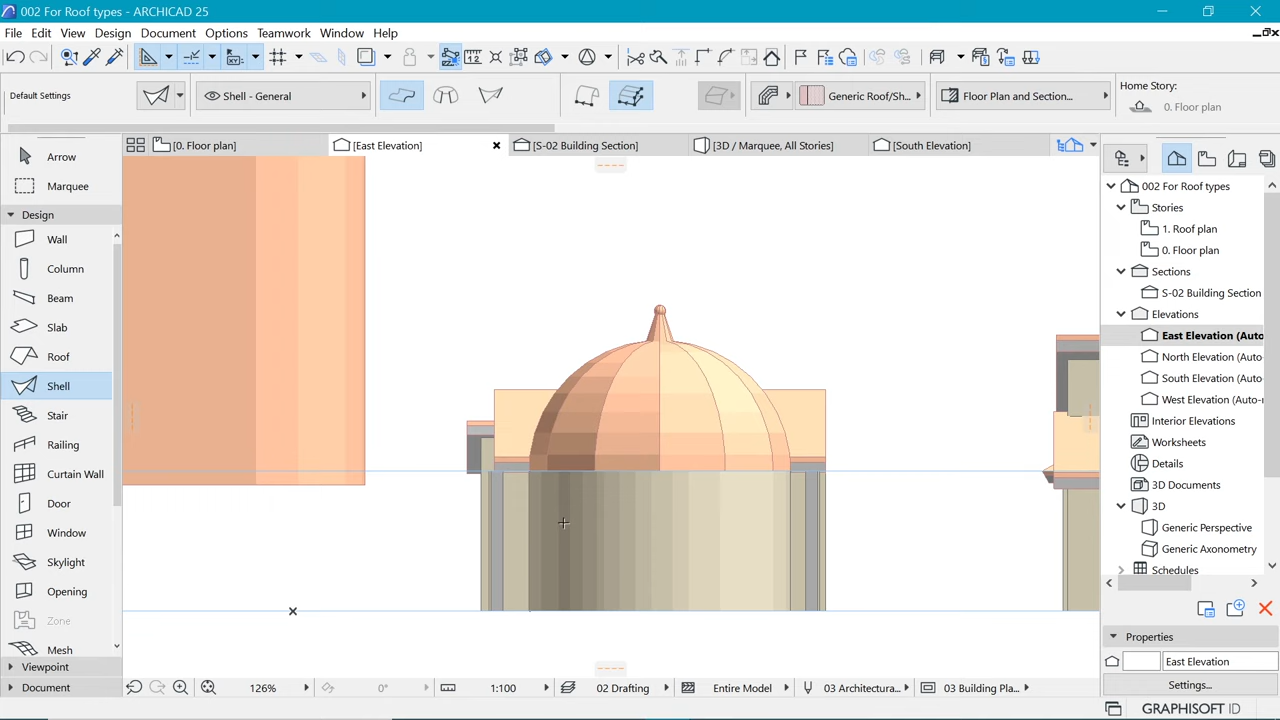 002 For Roof types - ARCHICAD 25
File Edit View Design Document Options Teamwork Window Help
Default Settings
Shell - General
Generic Roof/Sh...
Floor Plan and Section...
Home Story:
0. Floor plan
[0. Floor plan]
[East Elevation]
[S-02 Building Section]
[3D / Marquee, All Stories]
[South Elevation]
Arrow
Marquee
Design
Wall
Column
Beam
Slab
Roof
Shell
Stair
Railing
Curtain Wall
Door
Window
Skylight
Opening
Zone
Mesh
Viewpoint
Document
002 For Roof types
Stories
1. Roof plan
0. Floor plan
Sections
S-02 Building Section
Elevations
East Elevation (Auto
North Elevation (Auto
South Elevation (Auto
West Elevation (Auto-r
Interior Elevations
Worksheets
Details
3D Documents
3D
Generic Perspective
Generic Axonometry
Schedules
Properties
East Elevation
Settings...
126%
0°
1:100
02 Drafting
Entire Model
03 Architectura...
03 Building Pla...
GRAPHISOFT ID